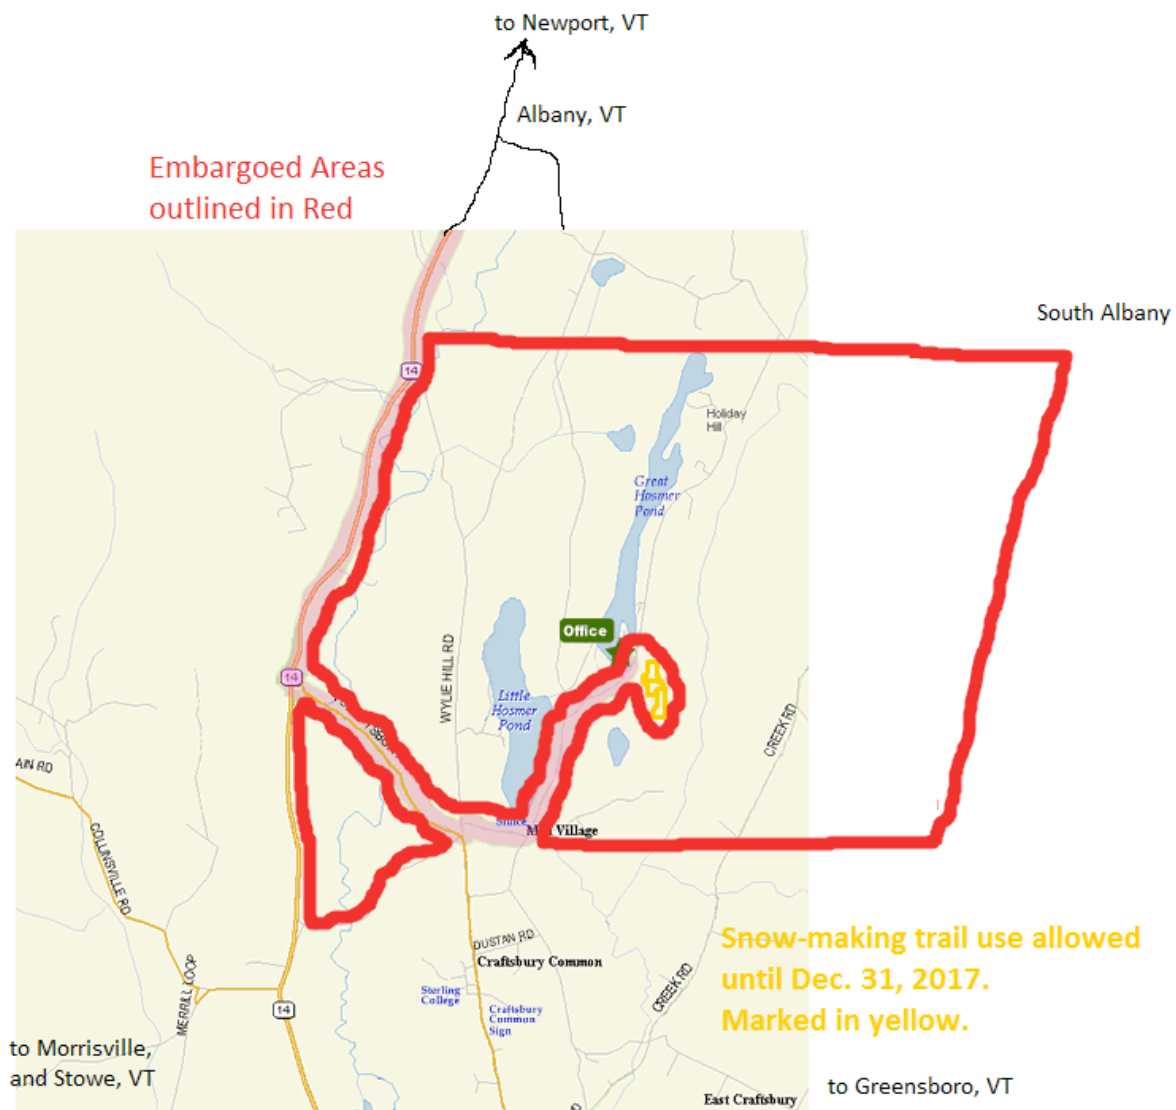 to Newport, VT
Albany, VT
Embargoed Areas
outlined in Red
South Albany
14
Holiday
Hill
Great
Hosmer
Pond
Office
WYLIE HILL RD
14
Little
Hosmer
Pond
CREEK RD
AIN RD
Village
COLLINSVILLE RD
Snow-making trail use allowed
until Dec. 31, 2017.
Marked in yellow.
DUSTAN RD
Craftsbury Common
MERRILL LOOP
CREEK RD
Sterling
College
14
Craftsbury
Common
Sign
to Morrisville,
and Stowe, VT
to Greensboro, VT
East Craftsbury